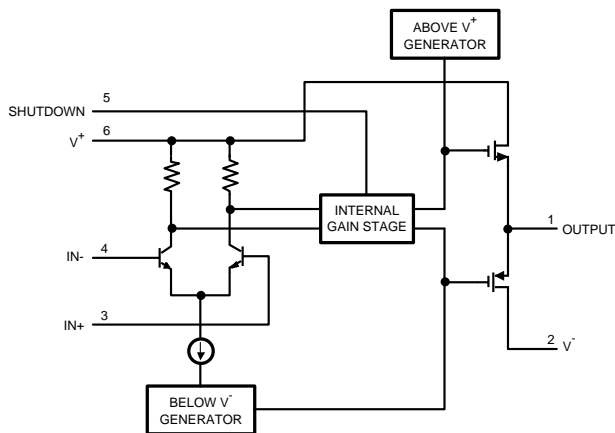 ABOVE V+
GENERATOR
5
SHUTDOWN
6
V+
INTERNAL
GAIN STAGE
1
OUTPUT
4
IN-
3
IN+
2
V-
BELOW V-
GENERATOR